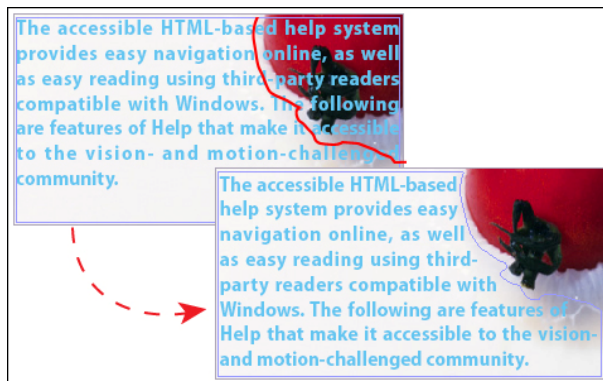 The accessible HTML-based help system
provides easy navigation online, as well
as easy reading using third-party readers
compatible with Windows. The following
are features of Help that make it accessible
to the vision- and motion-challenged
community.
The accessible HTML-based
help system provides easy
navigation online, as well
as easy reading using third-
party readers compatible with
Windows. The following are features of
Help that make it accessible to the vision-
and motion-challenged community.